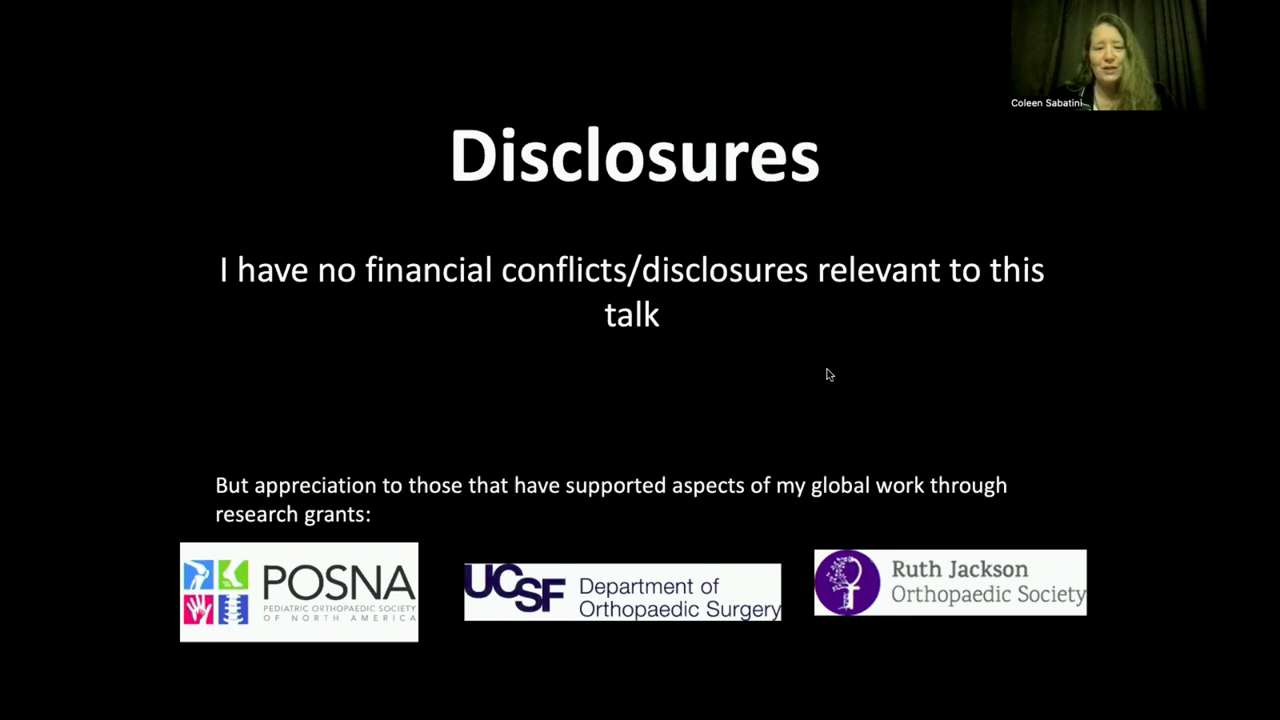 Coleen Sabatini
Disclosures
I have no financial conflicts/disclosures relevant to this
talk
But appreciation to those that have supported aspects of my global work through
research grants:
POSNA
PEDIATRIC ORTHOPAEDIC SOCIETY
OF NORTH AMERICA
UCSF
Department of
Orthopaedic Surgery
Ruth Jackson
Orthopaedic Society